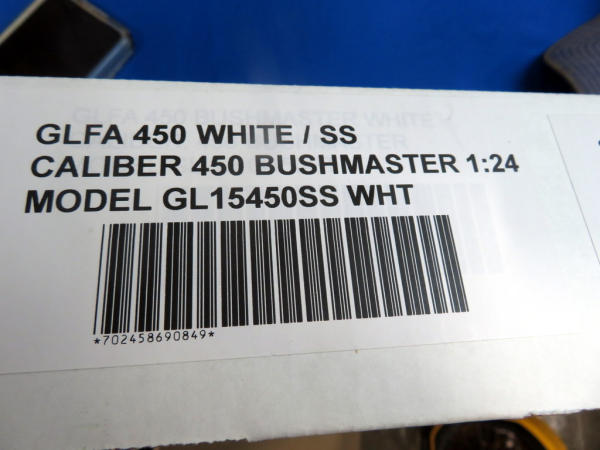 GLFA 450 WHITE / SS
CALIBER 450 BUSHMASTER 1:24
MODEL GL15450SS WHT
*702458690849*